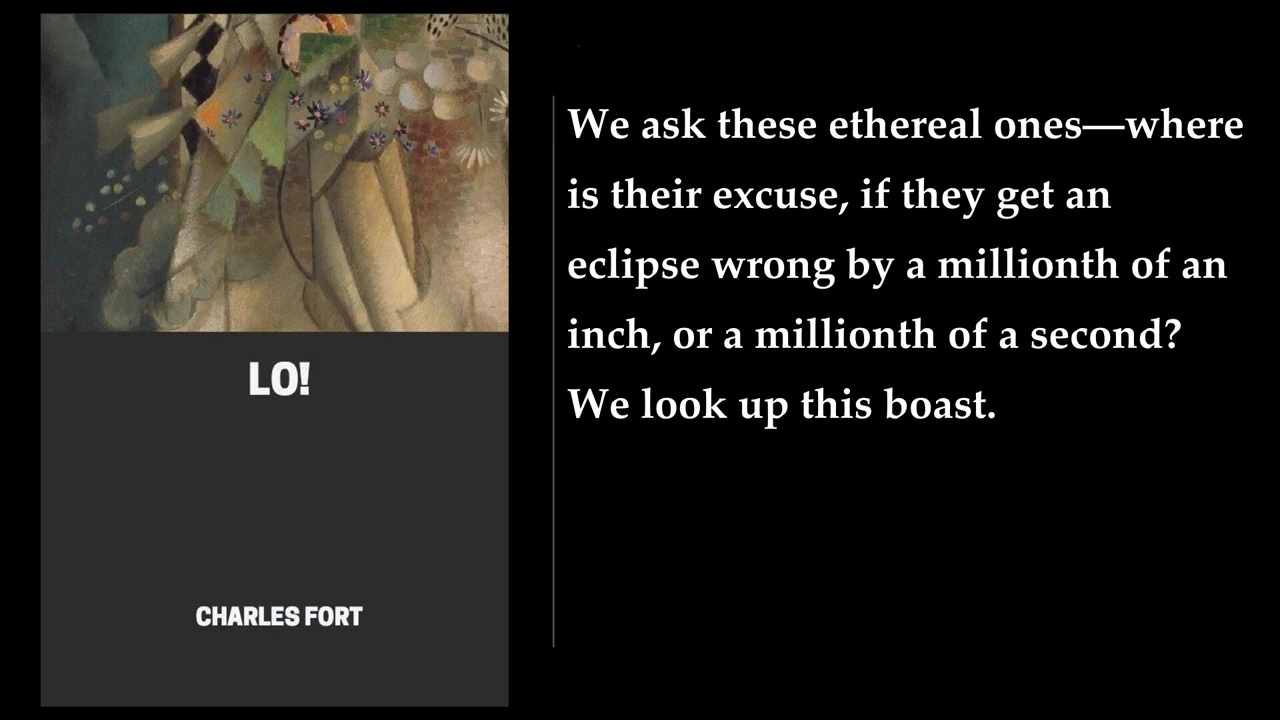 LO!
CHARLES FORT
We ask these ethereal ones—where
is their excuse, if they get an
eclipse wrong by a millionth of an
inch, or a millionth of a second?
We look up this boast.